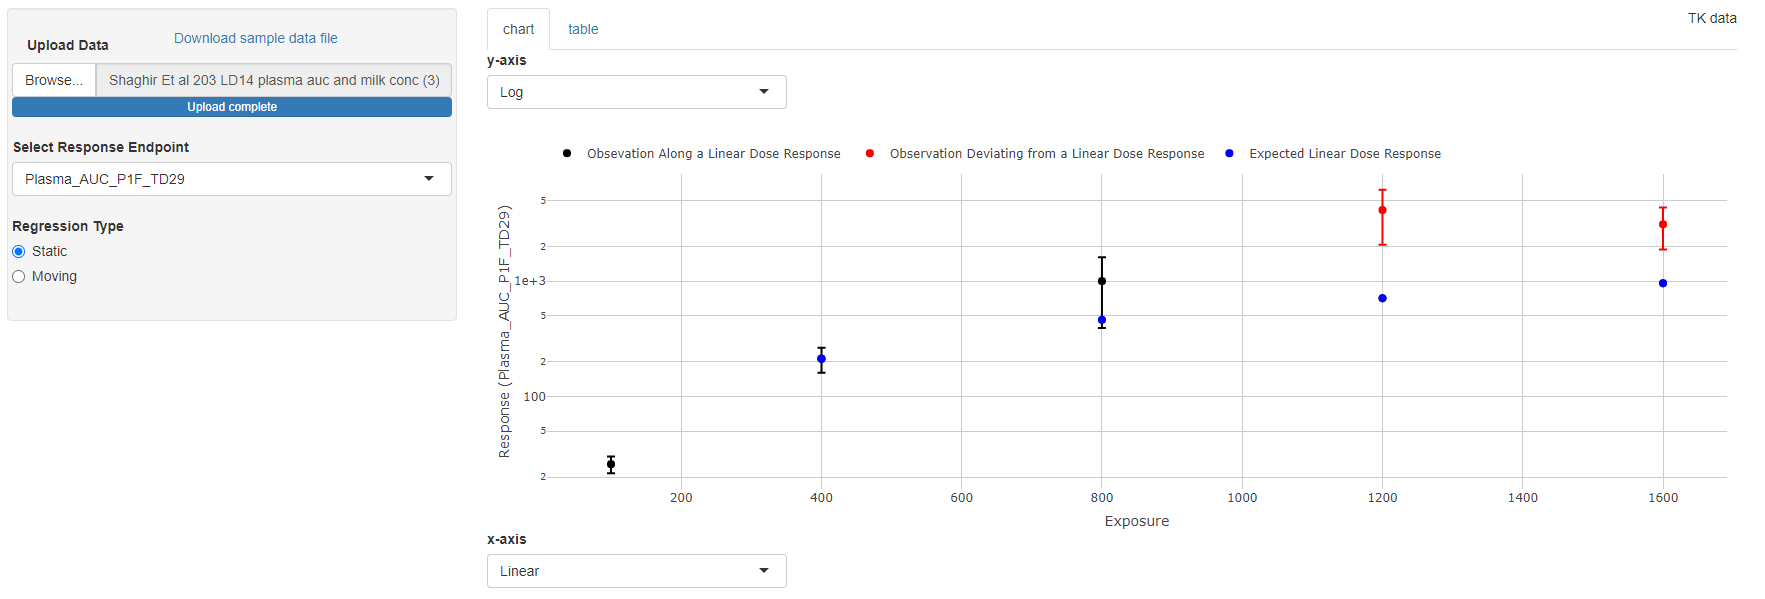 Upload Data
Download sample data file
Browse...
Shaghir Et al 203 LD14 plasma auc and milk conc (3)
Upload complete
Select Response Endpoint
Plasma_AUC_P1F_TD29
Regression Type
Static
Moving
chart
table
TK data
y-axis
Log
Obsevation Along a Linear Dose Response
Observation Deviating from a Linear Dose Response
Expected Linear Dose Response
Response (Plasma_AUC_P1F_TD29)
5
2
1e+3
5
2
100
5
2
200 400 600 800 1000 1200 1400 1600
Exposure
x-axis
Linear